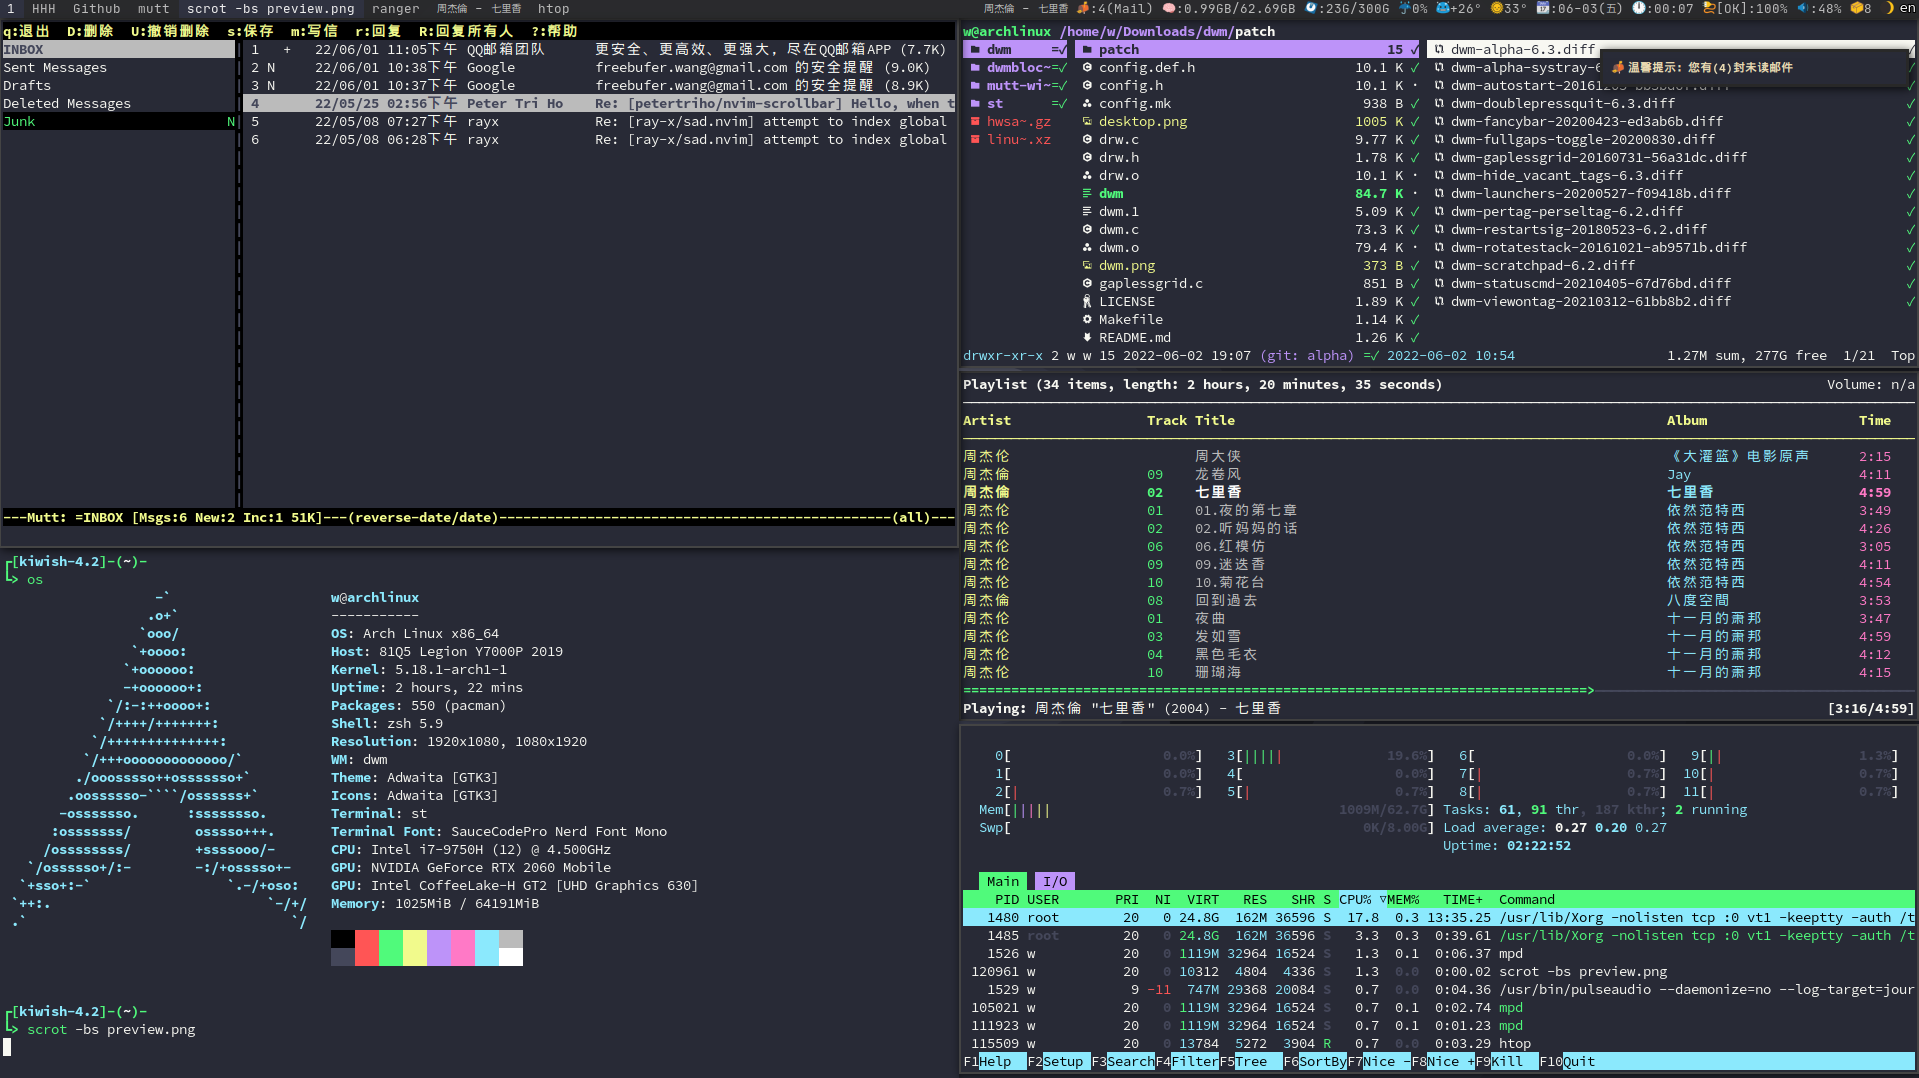 1 HHH Github mutt scrot -bs preview.png ranger 周杰倫 - 七里香 htop
周杰倫 - 七里香 :4(Mail) :0.99GB/62.69GB :23G/300G :0% +26° 33° :06-03(五) :00:07 [OK]:100% :48% 8 en
q:退出 D:删除 U:撤销删除 s:保存 m:写信 r:回复 R:回复所有人 ?:帮助
INBOX
Sent Messages
Drafts
Deleted Messages
Junk N
1 + 22/06/01 11:05下午 QQ邮箱团队 更安全、更高效、更强大，尽在QQ邮箱APP (7.7K)
2 N 22/06/01 10:38下午 Google freebufer.wang@gmail.com 的安全提醒 (9.0K)
3 N 22/06/01 10:37下午 Google freebufer.wang@gmail.com 的安全提醒 (8.9K)
4 22/05/25 02:56下午 Peter Tri Ho Re: [petertriho/nvim-scrollbar] Hello, when t
5 22/05/08 07:27下午 rayx Re: [ray-x/sad.nvim] attempt to index global
6 22/05/08 06:28下午 rayx Re: [ray-x/sad.nvim] attempt to index global
---Mutt: =INBOX [Msgs:6 New:2 Inc:1 51K]---(reverse-date/date)-------------------------------------------------(all)---
w@archlinux /home/w/Downloads/dwm/patch
dwm =✓
dwmbloc~=✓
mutt-wi~=✓
st =✓
hwsa~.gz
linu~.xz
patch 15 ✓
config.def.h 10.1 K ✓
config.h 10.1 K ·
config.mk 938 B ✓
desktop.png 1005 K ✓
drw.c 9.77 K ✓
drw.h 1.78 K ✓
drw.o 10.1 K ·
dwm 84.7 K ·
dwm.1 5.09 K ✓
dwm.c 73.3 K ✓
dwm.o 79.4 K ·
dwm.png 373 B ✓
gaplessgrid.c 851 B ✓
LICENSE 1.89 K ✓
Makefile 1.14 K ✓
README.md 1.26 K ✓
dwm-alpha-6.3.diff
dwm-alpha-systray-6
温馨提示: 您有(4)封未读邮件
dwm-doublepressquit-6.3.diff ✓
dwm-fancybar-20200423-ed3ab6b.diff ✓
dwm-fullgaps-toggle-20200830.diff ✓
dwm-gaplessgrid-20160731-56a31dc.diff ✓
dwm-hide_vacant_tags-6.3.diff ✓
dwm-launchers-20200527-f09418b.diff ✓
dwm-pertag-perseltag-6.2.diff ✓
dwm-restartsig-20180523-6.2.diff ✓
dwm-rotatestack-20161021-ab9571b.diff ✓
dwm-scratchpad-6.2.diff ✓
dwm-statuscmd-20210405-67d76bd.diff ✓
dwm-viewontag-20210312-61bb8b2.diff ✓
drwxr-xr-x 2 w w 15 2022-06-02 19:07 (git: alpha) =✓ 2022-06-02 10:54 1.27M sum, 277G free 1/21 Top
Playlist (34 items, length: 2 hours, 20 minutes, 35 seconds) Volume: n/a
Artist Track Title Album Time
周杰伦 周大侠 《大灌篮》电影原声 2:15
周杰倫 09 龙卷风 Jay 4:11
周杰倫 02 七里香 七里香 4:59
周杰伦 01 01.夜的第七章 依然范特西 3:49
周杰伦 02 02.听妈妈的话 依然范特西 4:26
周杰伦 06 06.红模仿 依然范特西 3:05
周杰伦 09 09.迷迭香 依然范特西 4:11
周杰伦 10 10.菊花台 依然范特西 4:54
周杰倫 08 回到過去 八度空間 3:53
周杰伦 01 夜曲 十一月的萧邦 3:47
周杰伦 03 发如雪 十一月的萧邦 4:59
周杰伦 04 黑色毛衣 十一月的萧邦 4:12
周杰伦 10 珊瑚海 十一月的萧邦 4:15
Playing: 周杰倫 "七里香" (2004) - 七里香 [3:16/4:59]
[kiwish-4.2]-(~)-
os
w@archlinux
-----------
OS: Arch Linux x86_64
Host: 81Q5 Legion Y7000P 2019
Kernel: 5.18.1-arch1-1
Uptime: 2 hours, 22 mins
Packages: 550 (pacman)
Shell: zsh 5.9
Resolution: 1920x1080, 1080x1920
WM: dwm
Theme: Adwaita [GTK3]
Icons: Adwaita [GTK3]
Terminal: st
Terminal Font: SauceCodePro Nerd Font Mono
CPU: Intel i7-9750H (12) @ 4.500GHz
GPU: NVIDIA GeForce RTX 2060 Mobile
GPU: Intel CoffeeLake-H GT2 [UHD Graphics 630]
Memory: 1025MiB / 64191MiB
[kiwish-4.2]-(~)-
scrot -bs preview.png
0[ 0.0%] 3[||||| 19.6%] 6[ 0.0%] 9[|| 1.3%]
1[ 0.0%] 4[ 0.0%] 7[| 0.7%] 10[| 0.7%]
2[| 0.7%] 5[| 0.7%] 8[| 0.7%] 11[| 0.7%]
Mem[||||| 1009M/62.7G] Tasks: 61, 91 thr, 187 kthr; 2 running
Swp[ 0K/8.00G] Load average: 0.27 0.20 0.27
Uptime: 02:22:52
Main I/O
PID USER PRI NI VIRT RES SHR S CPU% ▽MEM% TIME+ Command
1480 root 20 0 24.8G 162M 36596 S 17.8 0.3 13:35.25 /usr/lib/Xorg -nolisten tcp :0 vt1 -keeptty -auth /t
1485 root 20 0 24.8G 162M 36596 S 3.3 0.3 0:39.61 /usr/lib/Xorg -nolisten tcp :0 vt1 -keeptty -auth /t
1526 w 20 0 1119M 32964 16524 S 1.3 0.1 0:06.37 mpd
120961 w 20 0 10312 4804 4336 S 1.3 0.0 0:00.02 scrot -bs preview.png
1529 w 9 -11 747M 29368 20084 S 0.7 0.0 0:04.36 /usr/bin/pulseaudio --daemonize=no --log-target=jour
105021 w 20 0 1119M 32964 16524 S 0.7 0.1 0:02.74 mpd
111923 w 20 0 1119M 32964 16524 S 0.7 0.1 0:01.23 mpd
115509 w 20 0 13784 5272 3904 R 0.7 0.0 0:03.29 htop
F1Help F2Setup F3SearchF4FilterF5Tree F6SortByF7Nice -F8Nice +F9Kill F10Quit